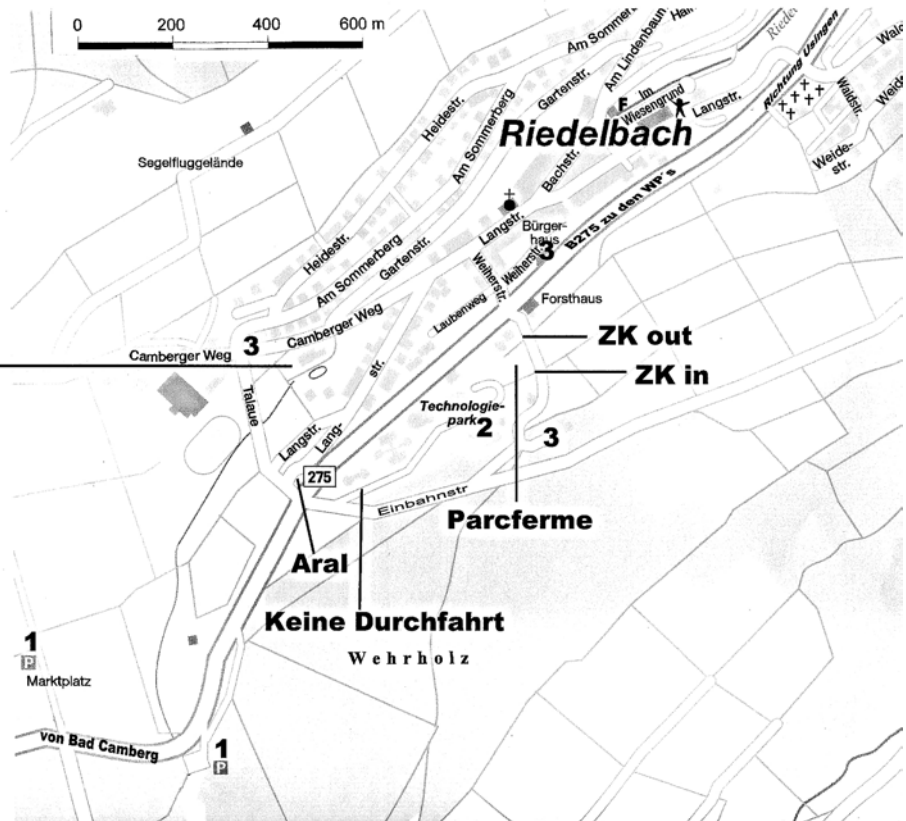 0 200 400 600 m
Am Sommerberg
Am Lindenbaum
Riedel
Richtung Usingen
Wald
Heidestr.
Gartenstr.
F
Im
Wiesengrund
Langstr.
Waldstr.
Weide
Am Sommerberg
Riedelbach
Segelfluggelände
Bachstr.
Weide-
str.
Langstr.
Bürger-
haus
3
B275 zu den WP's
Heidestr.
Am Sommerberg
Gartenstr.
Weiherstr.
Weiherstr.
Laubenweg
Forsthaus
Camberger Weg
3
Camberger Weg
ZK out
str.
ZK in
Talaue
Technologie-
park
2
3
Langstr.
Lang-
275
Einbahnstr
Parcferme
Aral
Keine Durchfahrt
Wehrholz
1
P
Marktplatz
von Bad Camberg
1
P